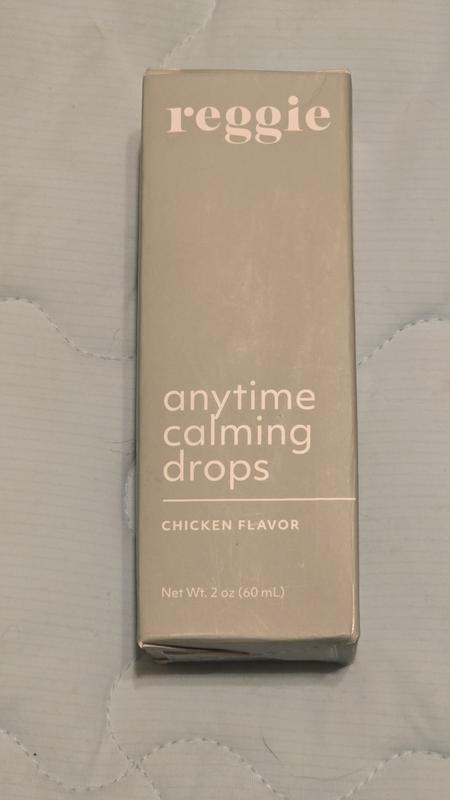 reggie
anytime
calming
drops
CHICKEN FLAVOR
Net Wt. 2 oz (60 mL)